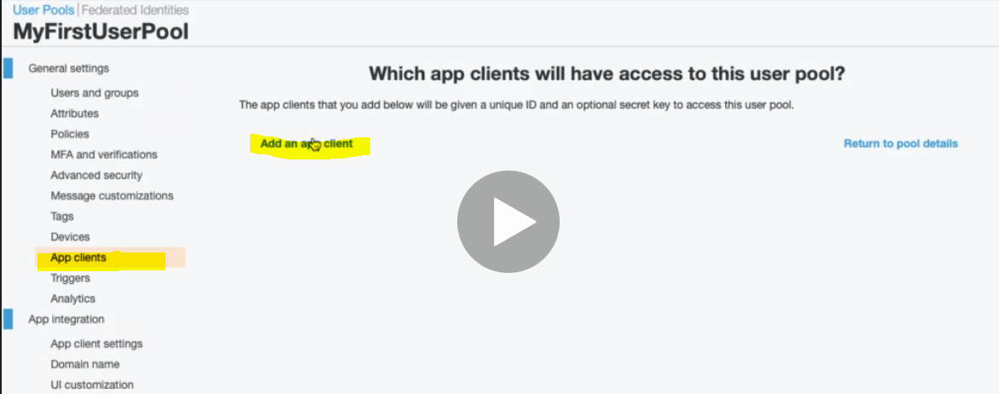 User Pools | Federated Identities
MyFirstUserPool
General settings
Users and groups
Attributes
Policies
MFA and verifications
Advanced security
Message customizations
Tags
Devices
App clients
Triggers
Analytics
App integration
App client settings
Domain name
UI customization
Which app clients will have access to this user pool?
The app clients that you add below will be given a unique ID and an optional secret key to access this user pool.
Add an app client
Return to pool details